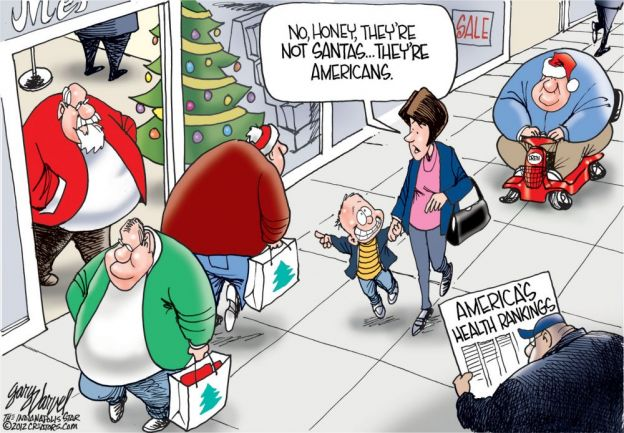 SALE
NO, HONEY, THEY'RE
NOT SANTAS...THEY'RE
AMERICANS.
AMERICA'S
HEALTH RANKINGS
Gary Varvel
THE INDIANAPOLIS STAR
©2012 CREATORS.COM